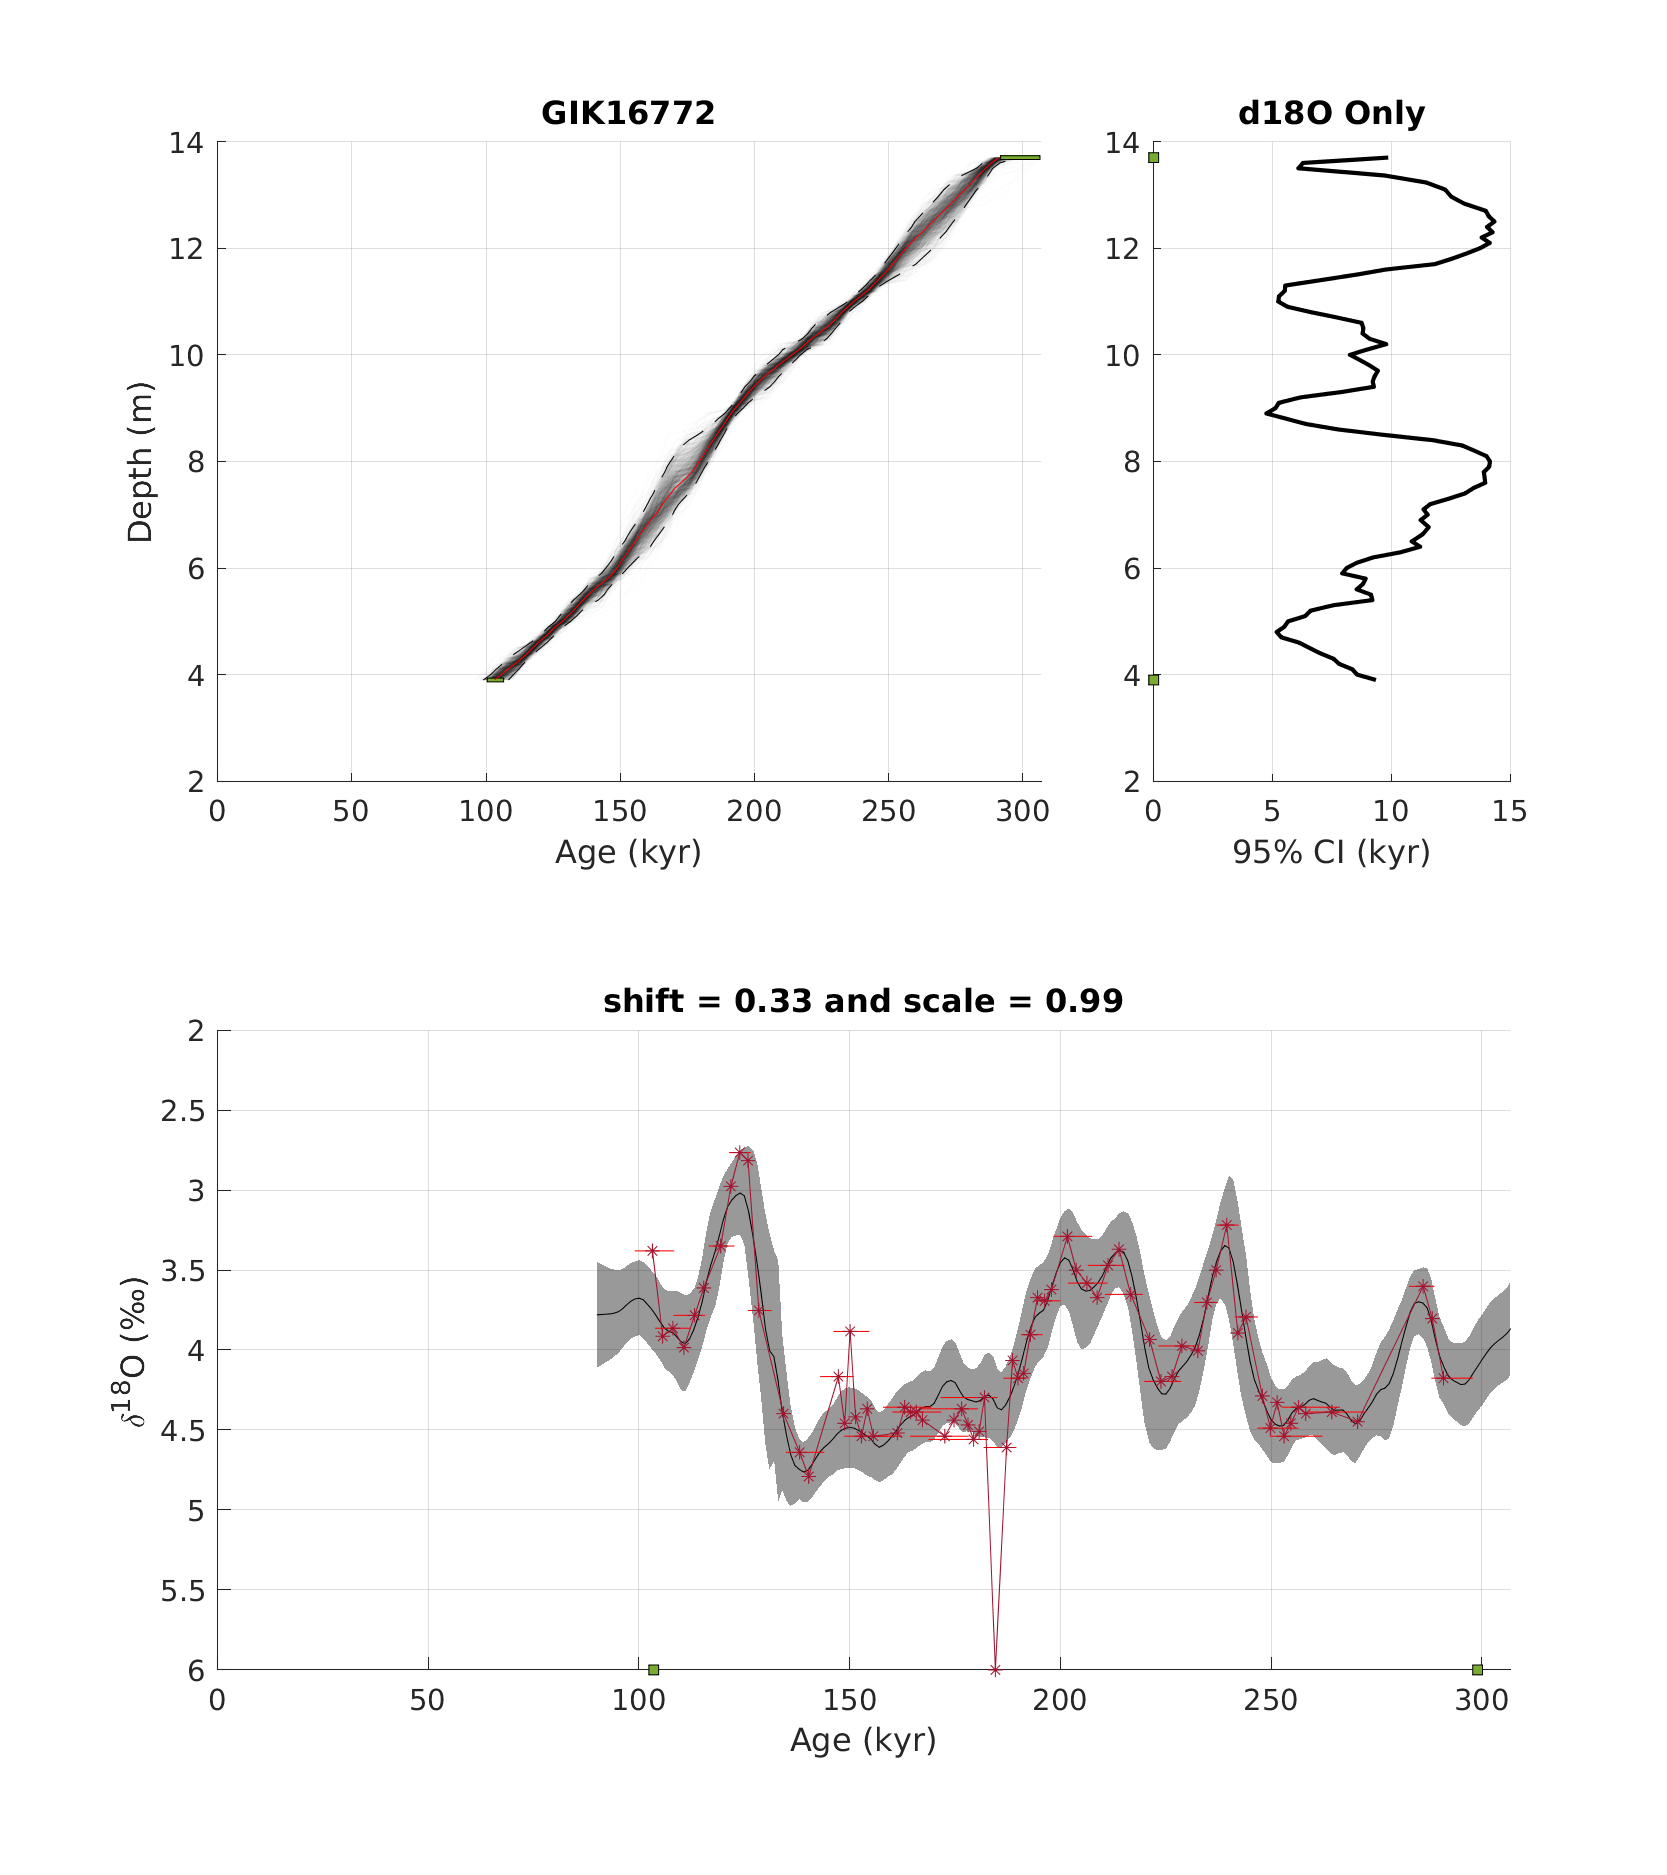 GIK16772
14
12
10
8
6
4
2
Depth (m)
0 50 100 150 200 250 300
Age (kyr)
d18O Only
14
12
10
8
6
4
2
0 5 10 15
95% CI (kyr)
shift = 0.33 and scale = 0.99
2
2.5
3
3.5
4
4.5
5
5.5
6
δ18O (‰)
0 50 100 150 200 250 300
Age (kyr)